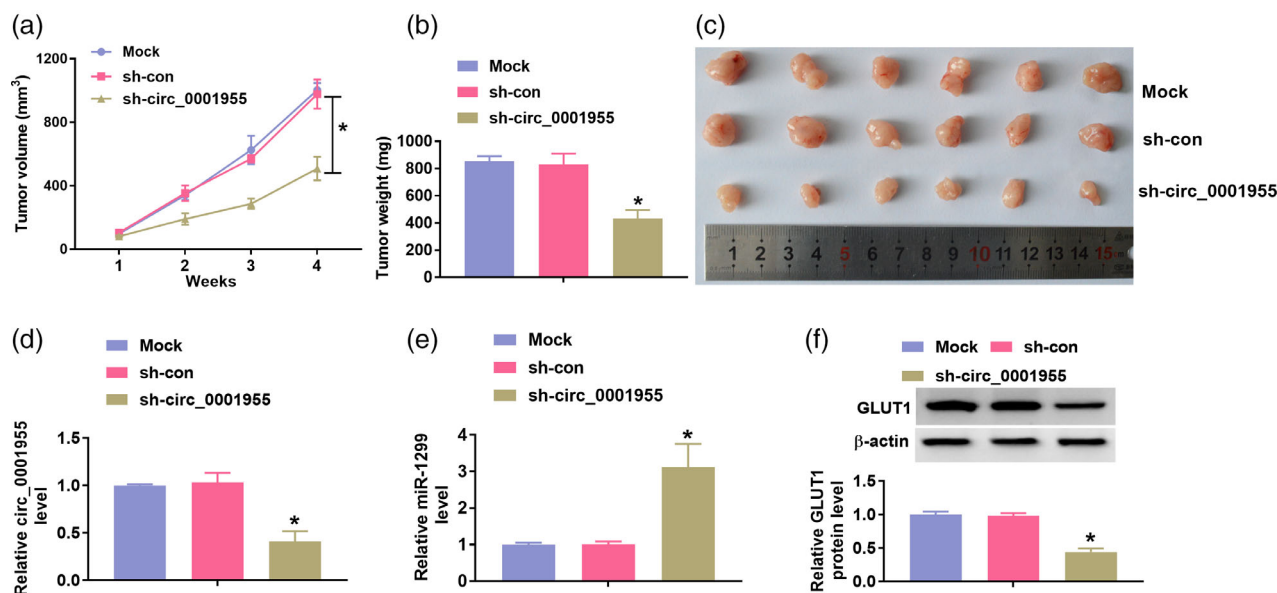 (a)
Mock
sh-con
sh-circ_0001955
Tumor volume (mm³)
1200
800
400
0
*
1 2 3 4
Weeks
(b)
Mock
sh-con
sh-circ_0001955
Tumor weight (mg)
1000
800
600
400
200
0
*
(c)
Mock
sh-con
sh-circ_0001955
1 2 3 4 5 6 7 8 9 10 11 12 13 14 15
(d)
Mock
sh-con
sh-circ_0001955
Relative circ_0001955
level
1.5
1.0
0.5
0.0
*
(e)
Mock
sh-con
sh-circ_0001955
Relative miR-1299
level
4
3
2
1
0
*
(f)
Mock sh-con
sh-circ_0001955
GLUT1
β-actin
Relative GLUT1
protein level
1.5
1.0
0.5
0.0
*